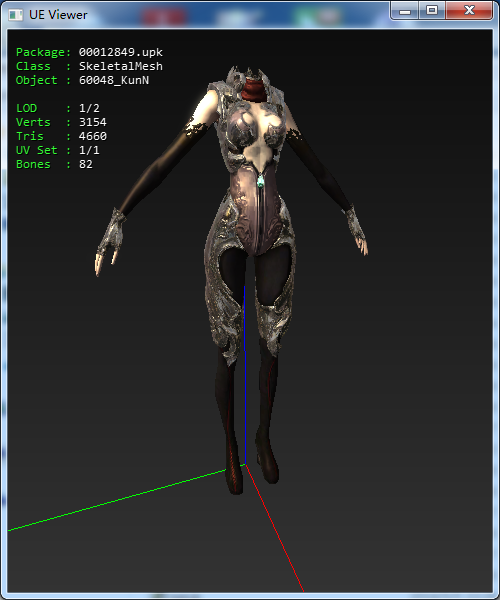 UE Viewer
Package: 00012849.upk
Class : SkeletalMesh
Object : 60048_KunN
LOD : 1/2
Verts : 3154
Tris : 4660
UV Set : 1/1
Bones : 82